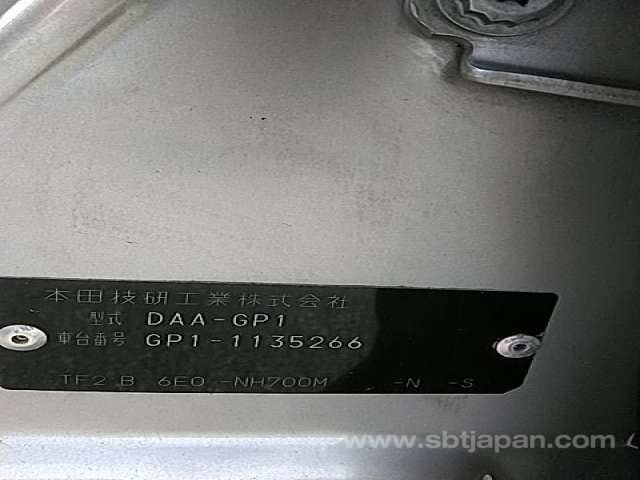 本田技研工業株式会社
型式 DAA-GP1
車台番号 GP1-1135266
TF2 B 6E0 -NH700M -N -S
www.sbtjapan.com